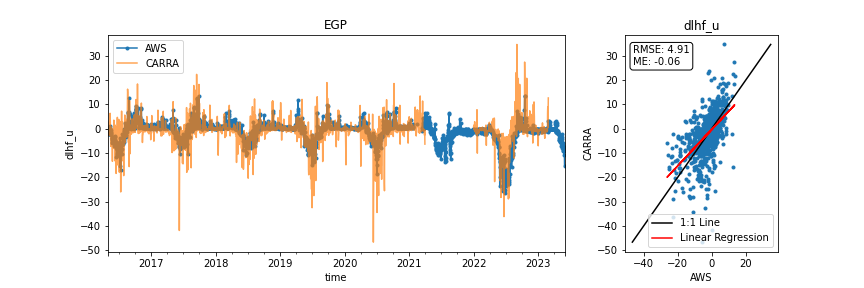 EGP
dlhf_u
AWS
CARRA
30
20
10
0
−10
−20
−30
−40
−50
dlhf_u
2017
2018
2019
2020
2021
2022
2023
time
RMSE: 4.91
ME: -0.06
30
20
10
0
−10
−20
−30
−40
−50
CARRA
1:1 Line
Linear Regression
−40
−20
0
20
AWS